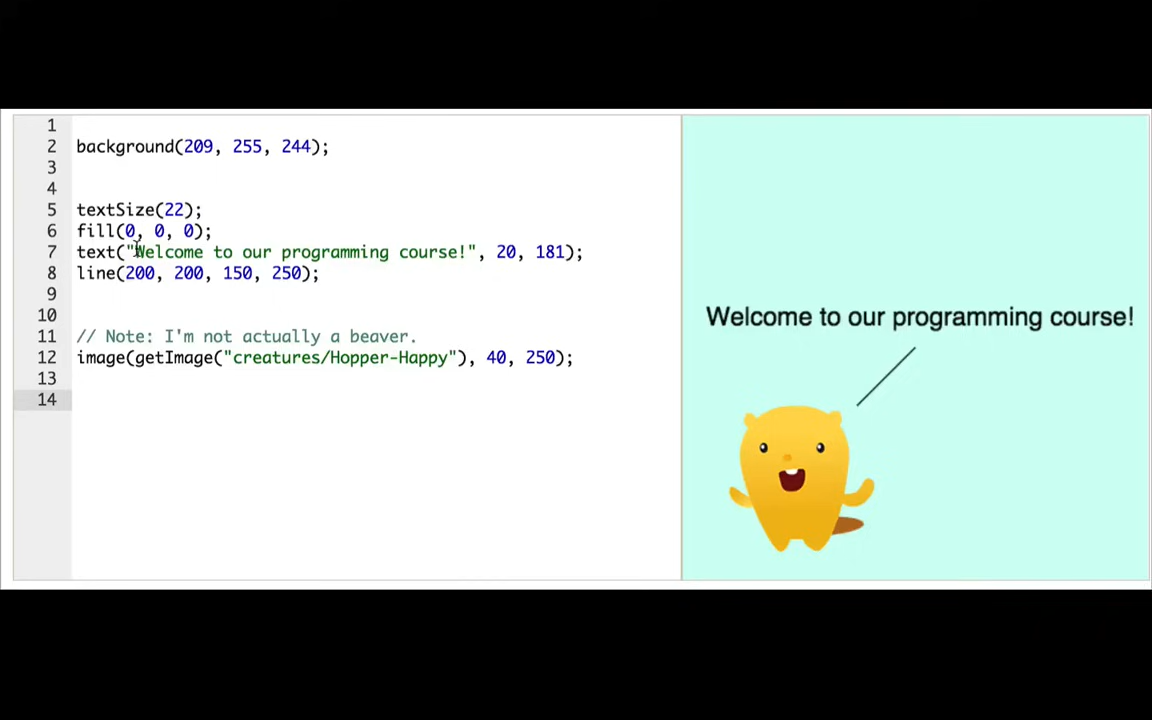 1
2 background(209, 255, 244);
3
4
5 textSize(22);
6 fill(0, 0, 0);
7 text("Welcome to our programming course!", 20, 181);
8 line(200, 200, 150, 250);
9
10
11 // Note: I'm not actually a beaver.
12 image(getImage("creatures/Hopper-Happy"), 40, 250);
13
14
Welcome to our programming course!